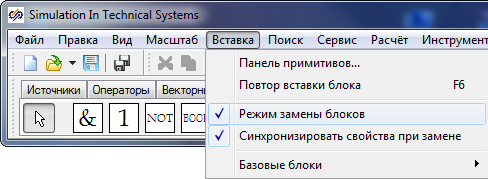 Simulation In Technical Systems
Файл Правка Вид Масштаб Вставка Поиск Сервис Расчёт Инструмент
Панель примитивов...
Повтор вставки блока F6
Источники Операторы Векторн
Режим замены блоков
& 1 NOT BOO
Синхронизировать свойства при замене
Базовые блоки